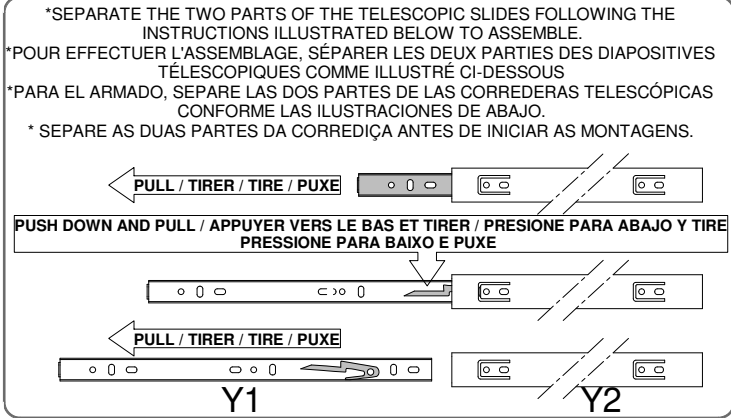 *SEPARATE THE TWO PARTS OF THE TELESCOPIC SLIDES FOLLOWING THE
INSTRUCTIONS ILLUSTRATED BELOW TO ASSEMBLE.
*POUR EFFECTUER L'ASSEMBLAGE, SÉPARER LES DEUX PARTIES DES DIAPOSITIVES
TÉLESCOPIQUES COMME ILLUSTRÉ CI-DESSOUS
*PARA EL ARMADO, SEPARE LAS DOS PARTES DE LAS CORREDERAS TELESCÓPICAS
CONFORME LAS ILUSTRACIONES DE ABAJO.
* SEPARE AS DUAS PARTES DA CORREDIÇA ANTES DE INICIAR AS MONTAGENS.
PULL / TIRER / TIRE / PUXE
PUSH DOWN AND PULL / APPUYER VERS LE BAS ET TIRER / PRESIONE PARA ABAJO Y TIRE
PRESSIONE PARA BAIXO E PUXE
PULL / TIRER / TIRE / PUXE
Y1
Y2